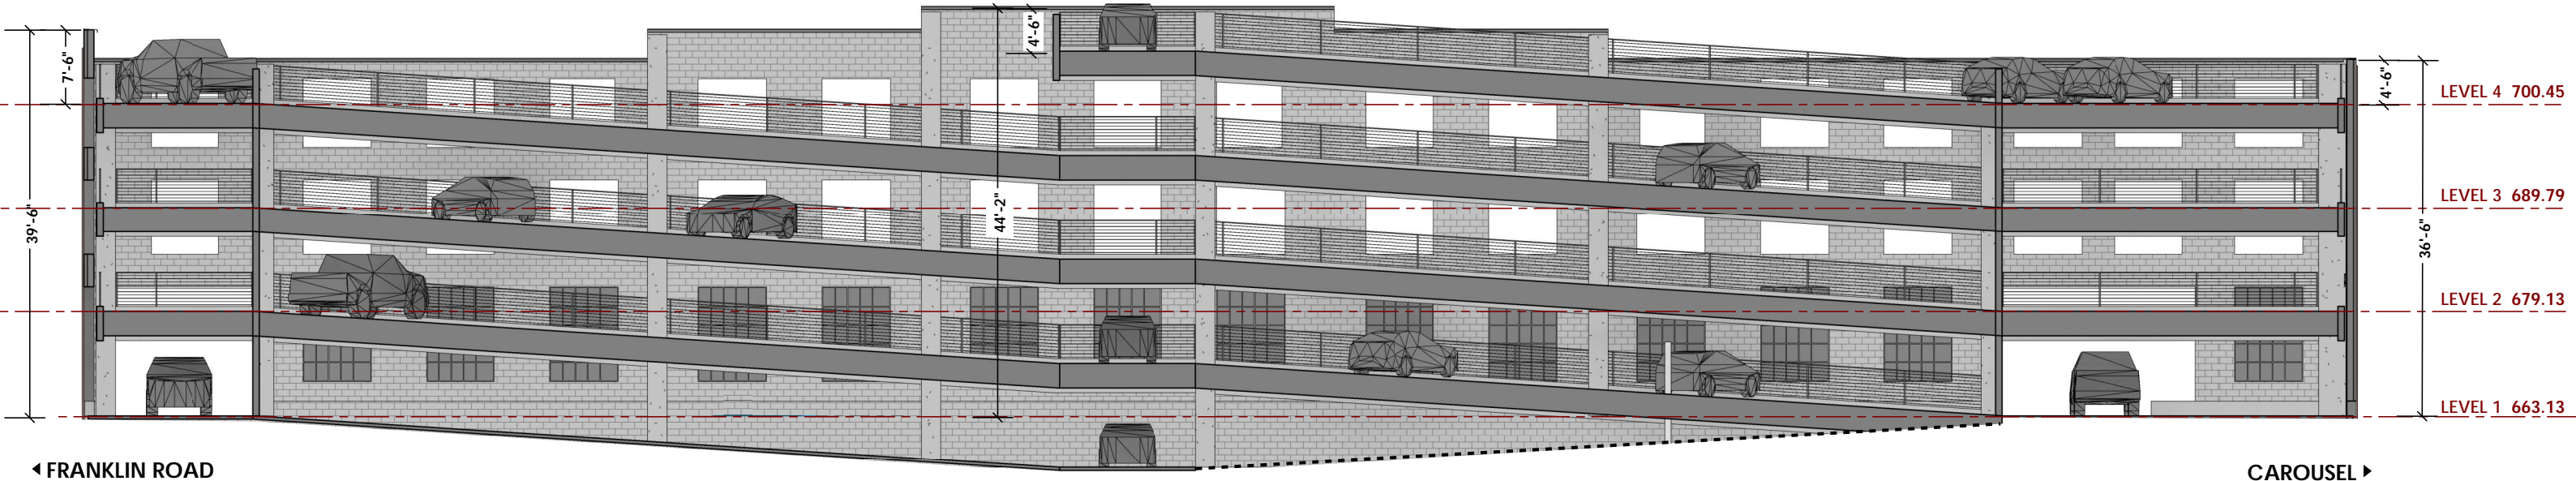 7'-6"
4'-6"
4'-6"
LEVEL 4 700.45
39'-6"
44'-2"
LEVEL 3 689.79
36'-6"
LEVEL 2 679.13
LEVEL 1 663.13
FRANKLIN ROAD
CAROUSEL